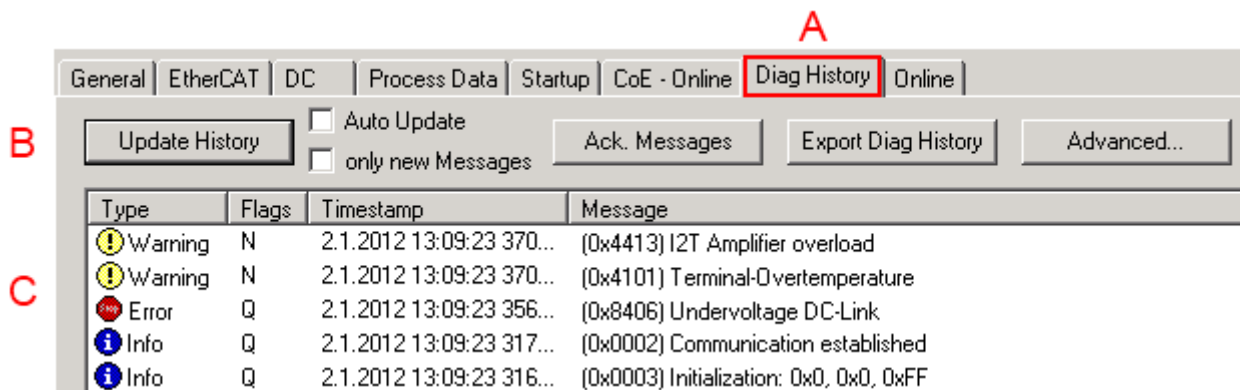 A
General EtherCAT DC Process Data Startup CoE - Online Diag History Online
B
Update History
Auto Update
only new Messages
Ack. Messages
Export Diag History
Advanced...
Type Flags Timestamp Message
C
Warning N 2.1.2012 13:09:23 370... (0x4413) I2T Amplifier overload
Warning N 2.1.2012 13:09:23 370... (0x4101) Terminal-Overtemperature
Stop Error Q 2.1.2012 13:09:23 356... (0x8406) Undervoltage DC-Link
Info Q 2.1.2012 13:09:23 317... (0x0002) Communication established
Info Q 2.1.2012 13:09:23 316... (0x0003) Initialization: 0x0, 0x0, 0xFF